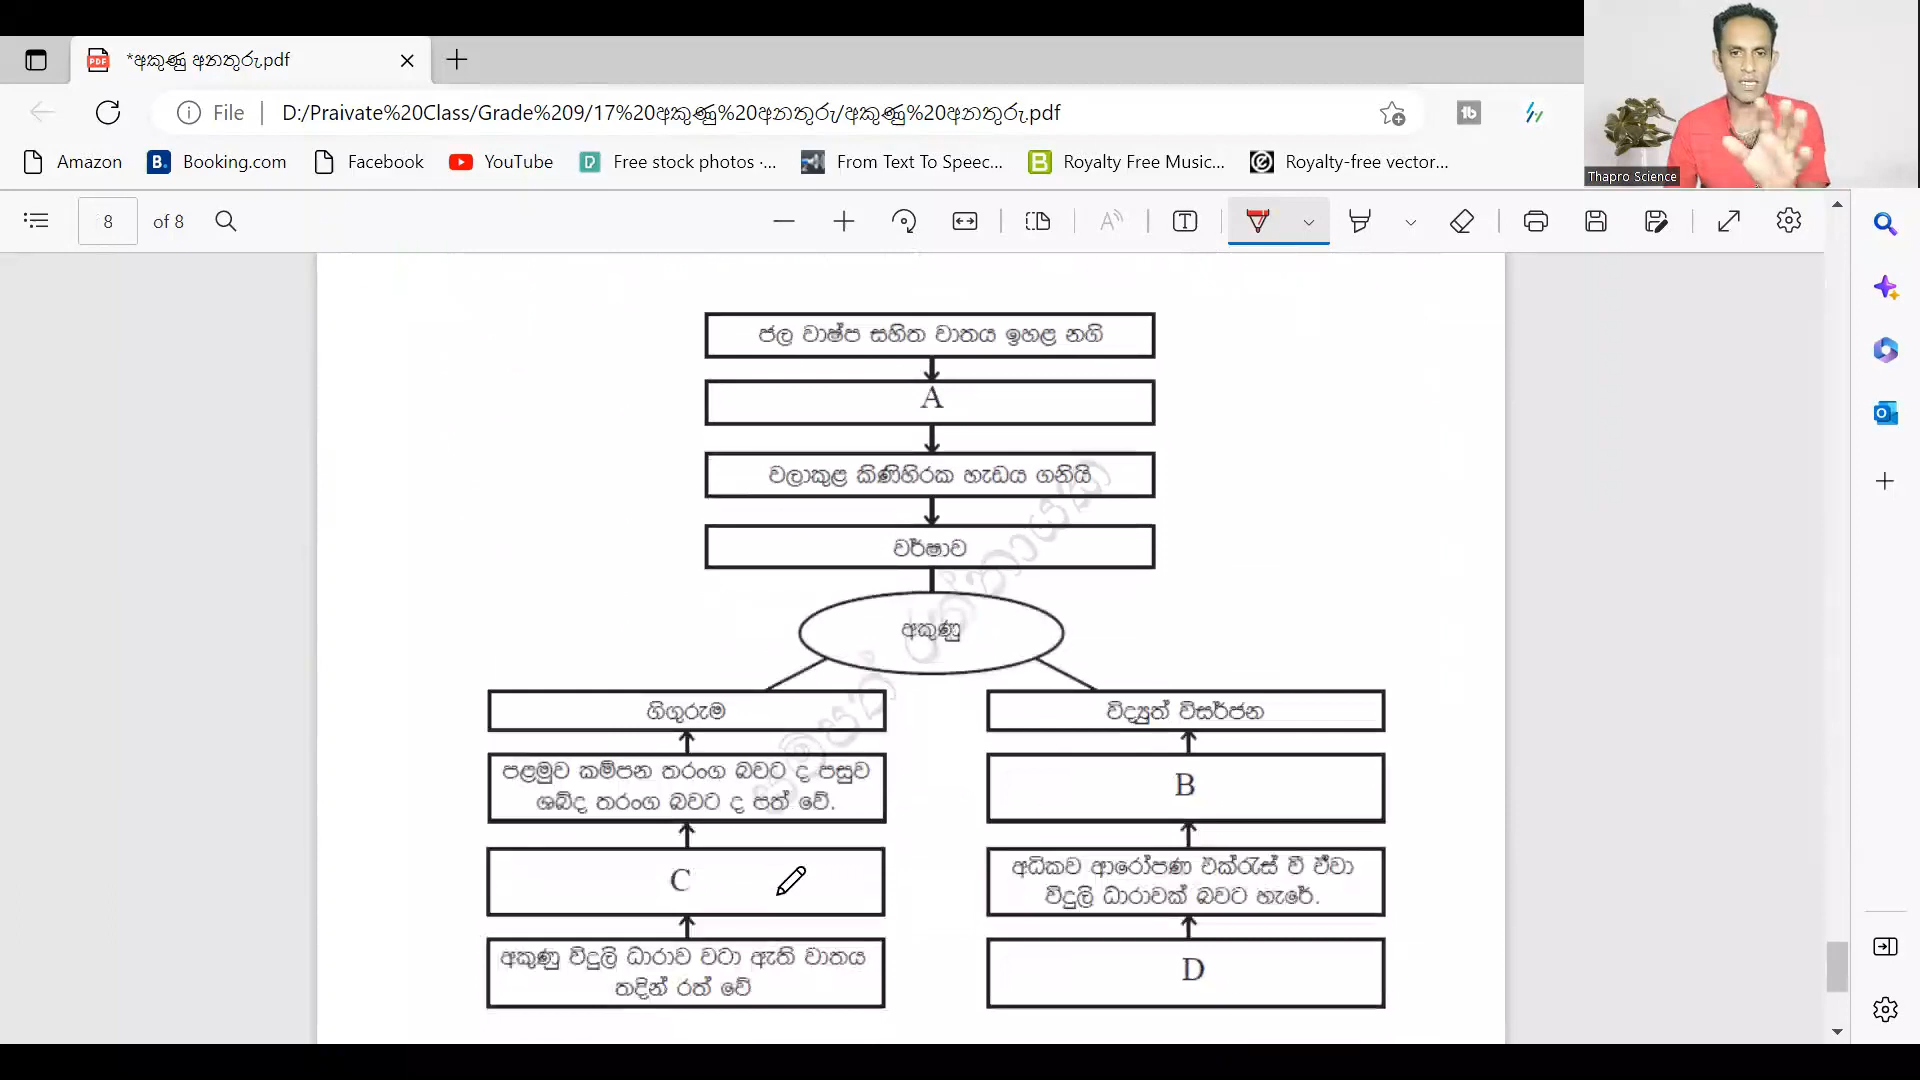 *අකුණු අනතුරු.pdf
File
D:/Praivate%20Class/Grade%209/17%20අකුණු%20අනතුරු/අකුණු%20අනතුරු.pdf
Amazon
B. Booking.com
Facebook
YouTube
Free stock photos ·...
From Text To Speec...
Royalty Free Music...
Royalty-free vector...
Thapro Science
8 of 8
ජල වාෂ්ප සහිත වාතය ඉහළ නගි
A
වලාකුළ කිණිහිරක හැඩය ගනියි
වර්ෂාව
අකුණු
ගිගුරුම
විද්‍යුත් විසර්ජන
පළමුව කම්පන තරංග බවට ද පසුව
ශබ්ද තරංග බවට ද පත් වේ.
B
C
අධිකව ආරෝපණ එක්රැස් වී ඒවා
විදුලි ධාරාවක් බවට හැරේ.
අකුණු විදුලි ධාරාව වටා ඇති වාතය
තදින් රත් වේ
D